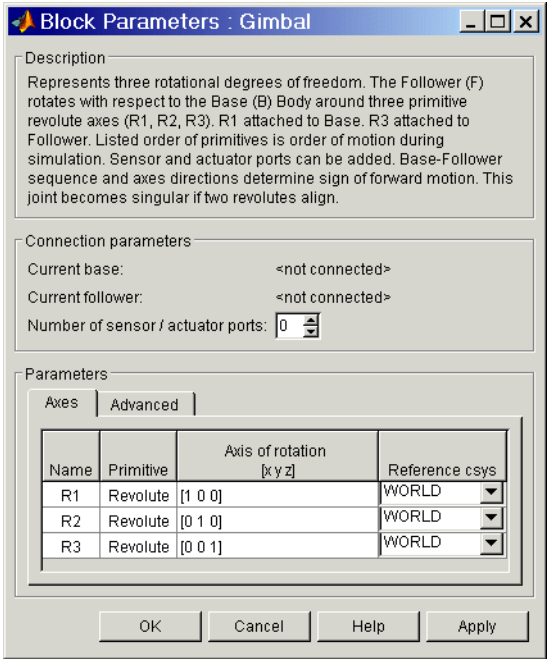 Block Parameters : Gimbal
Description
Represents three rotational degrees of freedom. The Follower (F)
rotates with respect to the Base (B) Body around three primitive
revolute axes (R1, R2, R3). R1 attached to Base. R3 attached to
Follower. Listed order of primitives is order of motion during
simulation. Sensor and actuator ports can be added. Base-Follower
sequence and axes directions determine sign of forward motion. This
joint becomes singular if two revolutes align.
Connection parameters
Current base: <not connected>
Current follower: <not connected>
Number of sensor / actuator ports: 0
Parameters
Axes Advanced
Axis of rotation
Name Primitive [x y z] Reference csys
R1 Revolute [1 0 0] WORLD
R2 Revolute [0 1 0] WORLD
R3 Revolute [0 0 1] WORLD
OK Cancel Help Apply